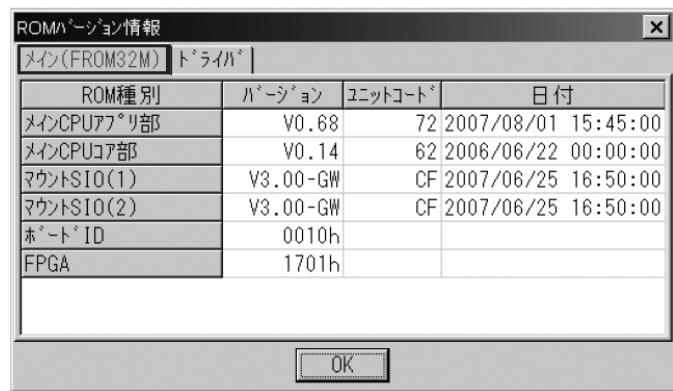 ROMﾊﾞｰｼﾞｮﾝ情報
ﾒｲﾝ(FROM32M) ﾄﾞﾗｲﾊﾞ
ROM種別 ﾊﾞｰｼﾞｮﾝ ﾕﾆｯﾄｺｰﾄﾞ 日付
ﾒｲﾝCPUｱﾌﾟﾘ部 V0.68 72 2007/08/01 15:45:00
ﾒｲﾝCPUｺｱ部 V0.14 62 2006/06/22 00:00:00
ﾏｳﾝﾄSIO(1) V3.00-GW CF 2007/06/25 16:50:00
ﾏｳﾝﾄSIO(2) V3.00-GW CF 2007/06/25 16:50:00
ﾎﾞｰﾄﾞID 0010h
FPGA 1701h
OK